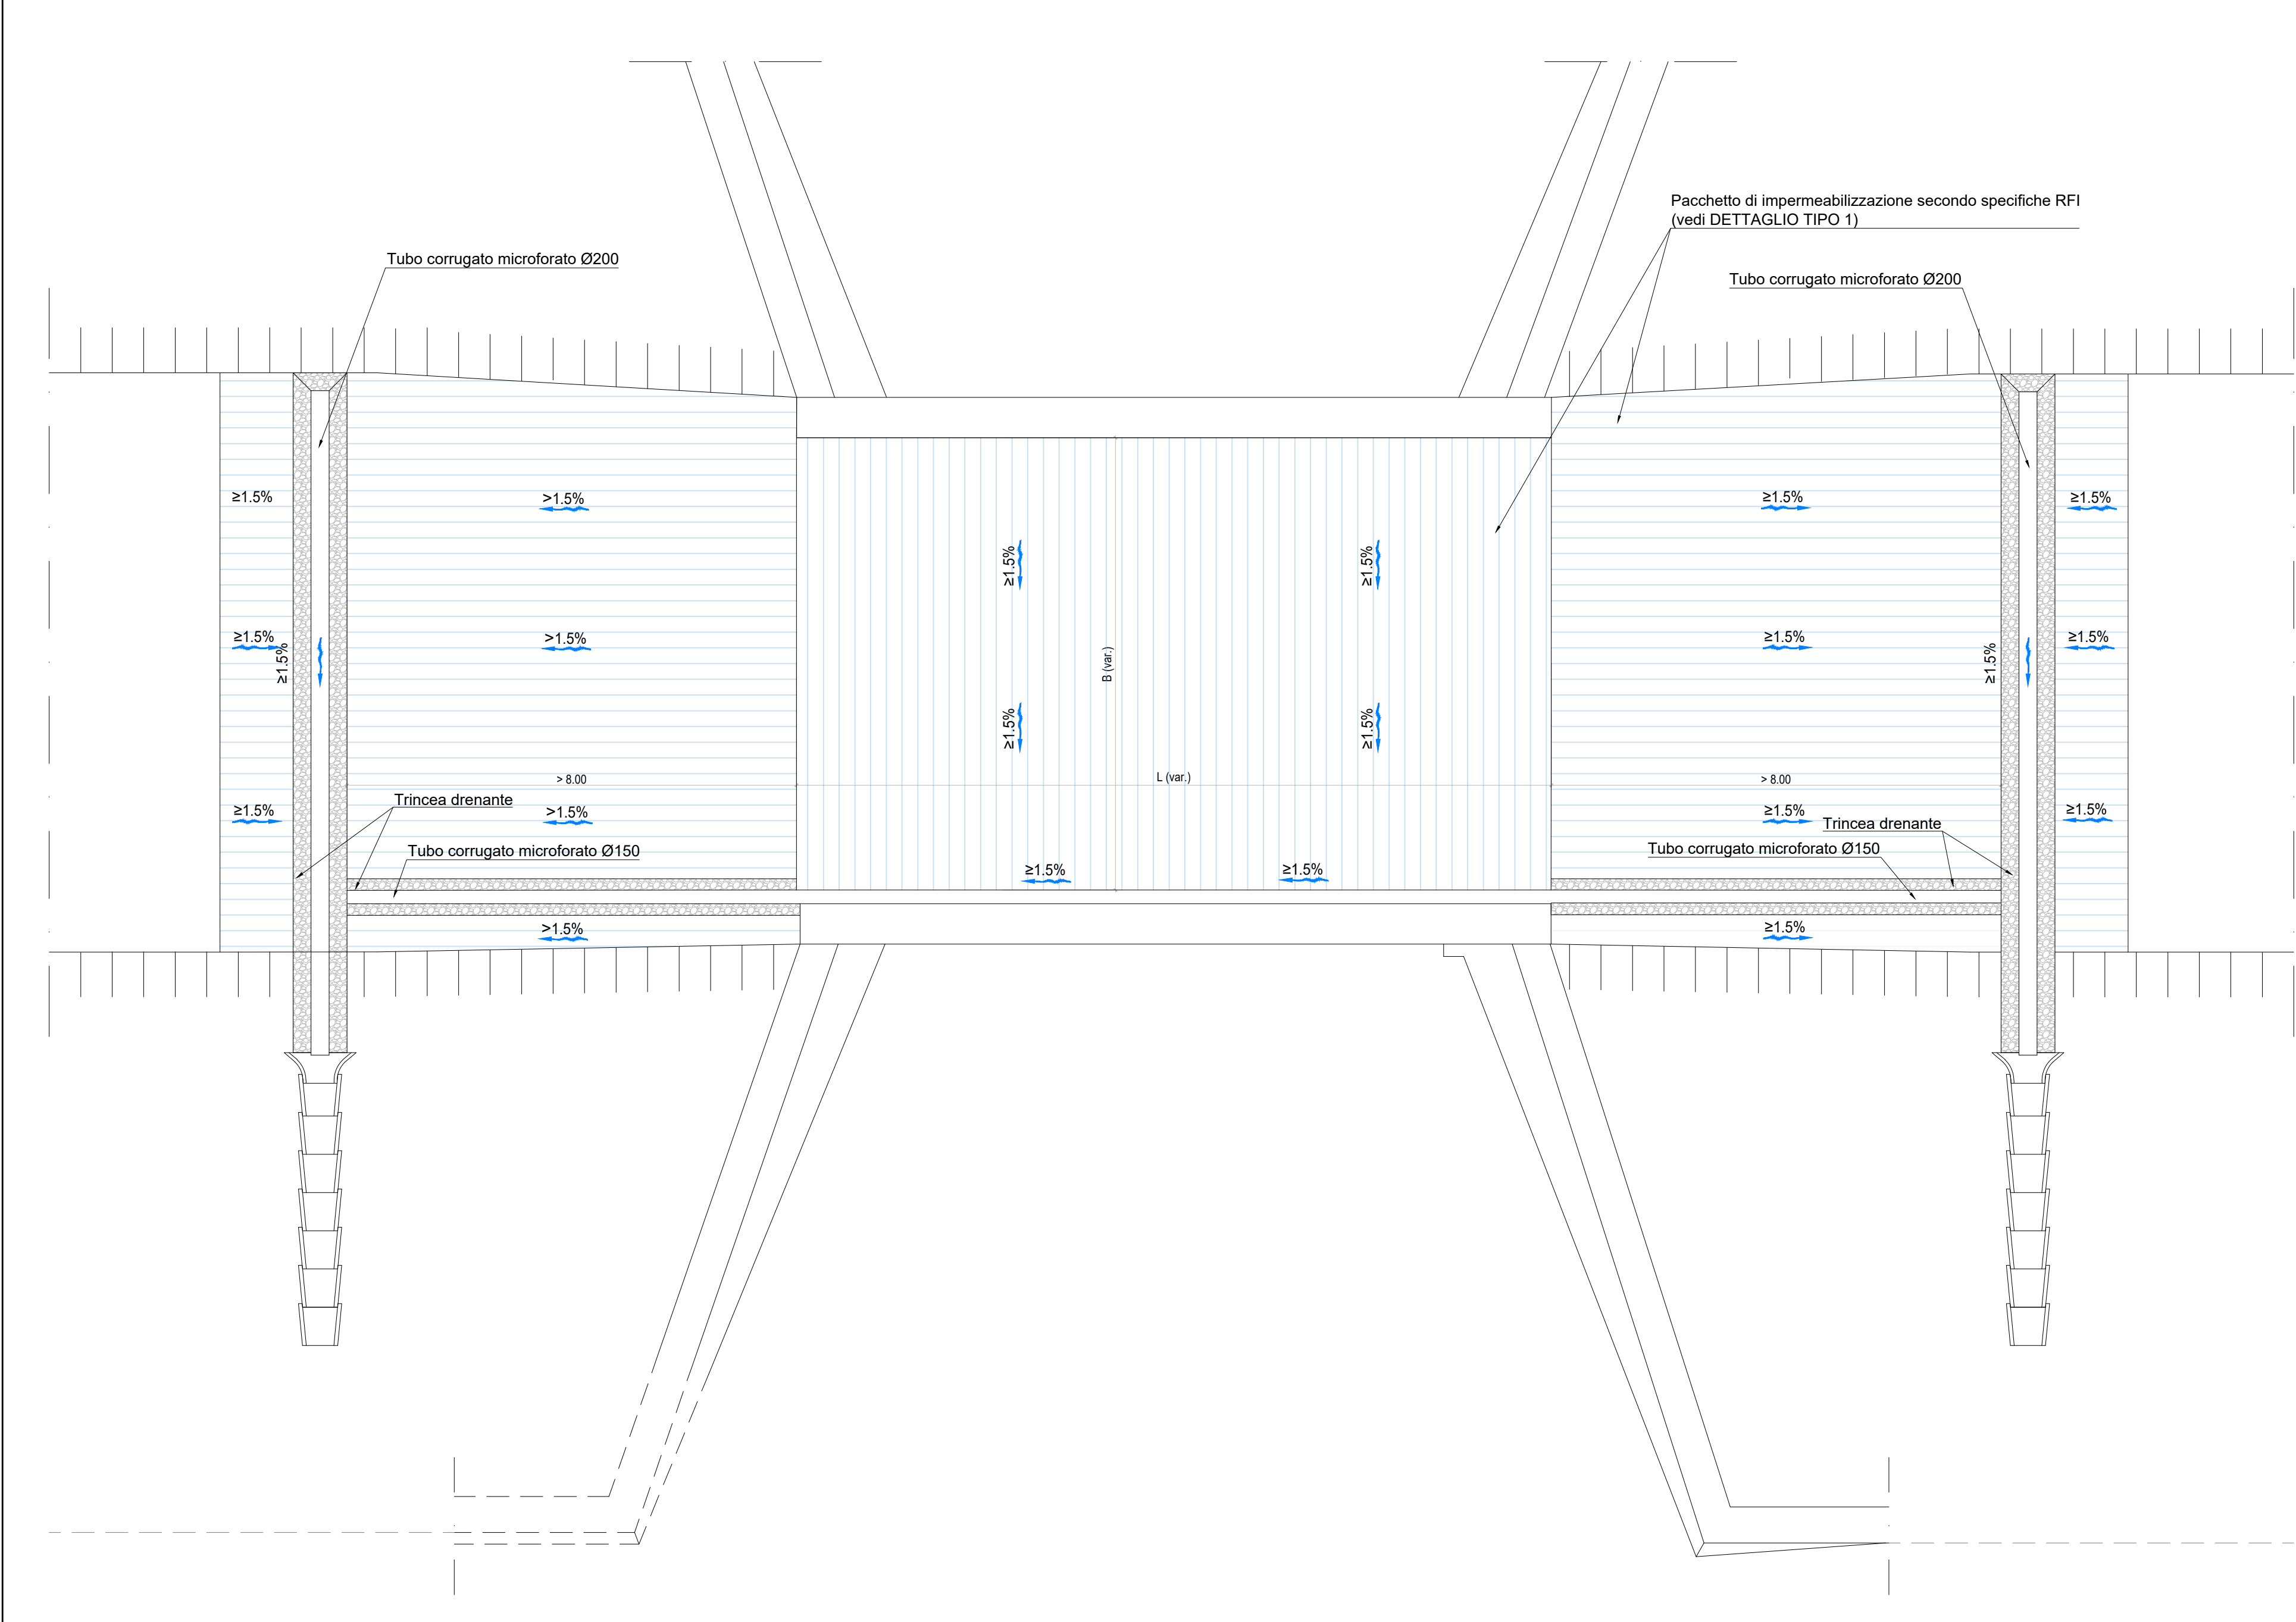 Pacchetto di impermeabilizzazione secondo specifiche RFI
(vedi DETTAGLIO TIPO 1)
Tubo corrugato microforato Ø200
Tubo corrugato microforato Ø200
≥1.5%
>1.5%
≥1.5%
≥1.5%
≥1.5%
≥1.5%
≥1.5%
≥1.5%
≥1.5%
>1.5%
B (var.)
≥1.5%
≥1.5%
≥1.5%
≥1.5%
≥1.5%
≥1.5%
> 8.00
L (var.)
> 8.00
Trincea drenante
≥1.5%
>1.5%
≥1.5%
≥1.5%
Trincea drenante
Tubo corrugato microforato Ø150
Tubo corrugato microforato Ø150
≥1.5%
≥1.5%
>1.5%
≥1.5%